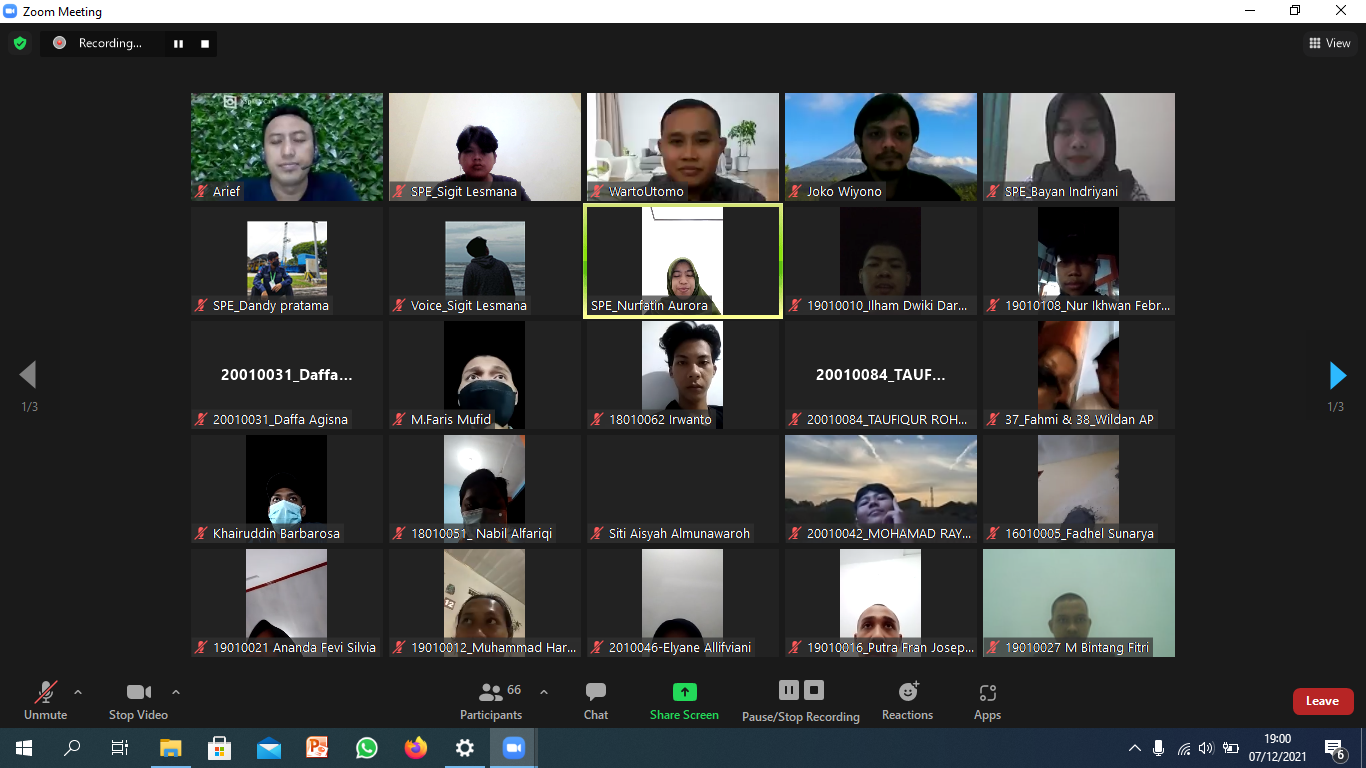 Zoom Meeting
Recording...
View
Arief
SPE_Sigit Lesmana
WartoUtomo
Joko Wiyono
SPE_Bayan Indriyani
SPE_Dandy pratama
Voice_Sigit Lesmana
SPE_Nurfatin Aurora
19010010_Ilham Dwiki Dar...
19010108_Nur Ikhwan Febr...
20010031_Daffa...
20010084_TAUF...
20010031_Daffa Agisna
M.Faris Mufid
18010062 Irwanto
20010084_TAUFIQUR ROH...
37_Fahmi & 38_Wildan AP
1/3
1/3
Khairuddin Barbarosa
18010051_ Nabil Alfariqi
Siti Aisyah Almunawaroh
20010042_MOHAMAD RAY...
16010005_Fadhel Sunarya
12
19010021 Ananda Fevi Silvia
19010012_Muhammad Har...
2010046-Elyane Allifviani
19010016_Putra Fran Josep...
19010027 M Bintang Fitri
66
Unmute
Stop Video
Participants
Chat
Share Screen
Pause/Stop Recording
Reactions
Apps
Leave
19:00
07/12/2021
6